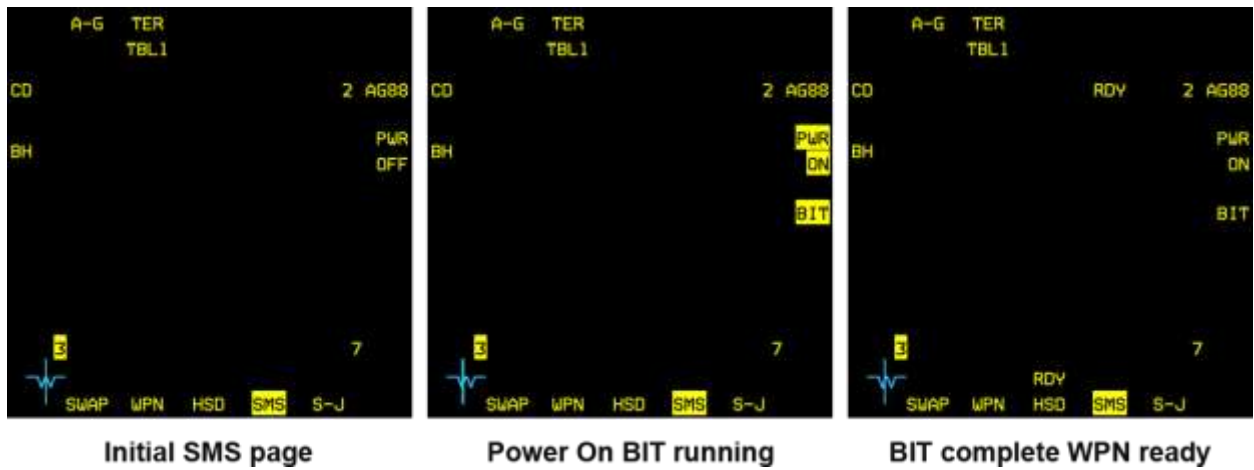 A-G TER
TBL1
CD 2 AG88
PWR
BH
OFF
3 7
SWAP WPN HSD SMS S-J
Initial SMS page
A-G TER
TBL1
CD 2 AG88
PWR
BH
ON
BIT
3 7
SWAP WPN HSD SMS S-J
Power On BIT running
A-G TER
TBL1
CD RDY 2 AG88
PWR
BH
ON
BIT
3 7
RDY
SWAP WPN HSD SMS S-J
BIT complete WPN ready